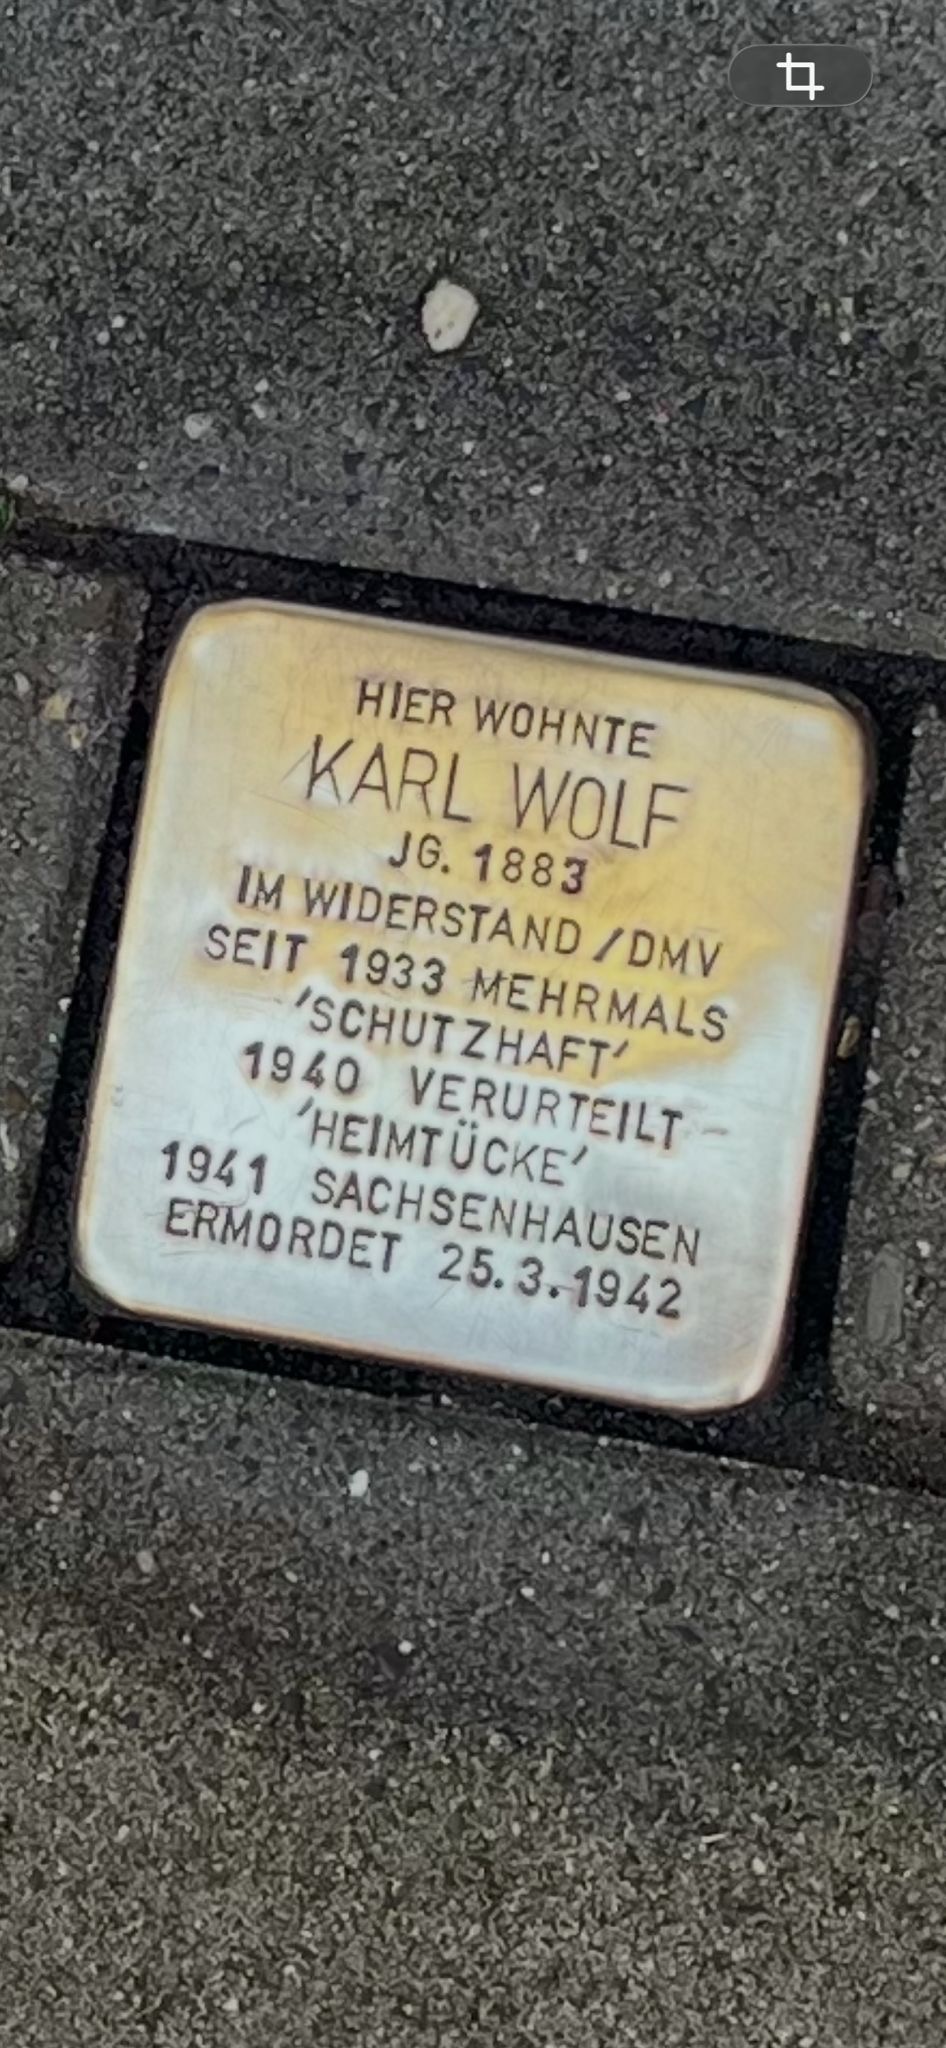 HIER WOHNTE
KARL WOLF
JG. 1883
IM WIDERSTAND / DMV
SEIT 1933 MEHRMALS
'SCHUTZHAFT'
1940 VERURTEILT
'HEIMTÜCKE'
1941 SACHSENHAUSEN
ERMORDET 25.3.1942